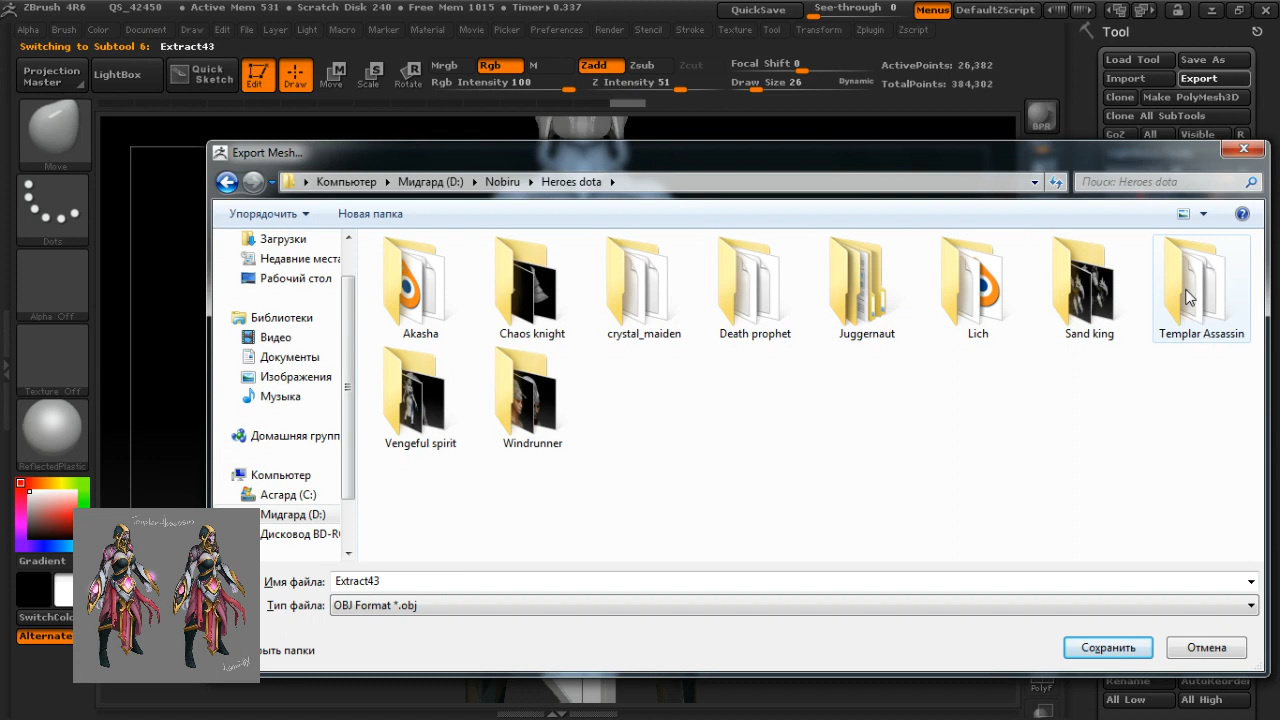 ZBrush 4R6 QS_42450 • Active Mem 531 • Scratch Disk 240 • Free Mem 1015 • Timer▸0.337 QuickSave See-through 0 Menus DefaultZScript
Alpha Brush Color Document Draw Edit File Layer Light Macro Marker Material Movie Picker Preferences Render Stencil Stroke Texture Tool Transform Zplugin Zscript
Switching to Subtool 6: Extract43
Projection Master
LightBox
Quick Sketch
Edit
Draw
Move
Scale
Rotate
Mrgb Rgb M
Rgb Intensity 100
Zadd Zsub Zcut
Z Intensity 51
Focal Shift 0
Draw Size 26
Dynamic
ActivePoints: 26,382
TotalPoints: 384,302
Tool
Load Tool Save As
Import Export
Clone Make PolyMesh3D
Clone All SubTools
GoZ All Visible R
BPR
Move
Dots
Alpha Off
Texture Off
ReflectedPlastic
Gradient
SwitchColo
Alternate
Export Mesh...
Компьютер Мидгард (D:) Nobiru Heroes dota
Поиск: Heroes dota
Упорядочить Новая папка
Загрузки
Недавние места
Рабочий стол
Библиотеки
Видео
Документы
Изображения
Музыка
Домашняя групп
Компьютер
Асгард (C:)
Мидгард (D:)
Дисковод BD-R
Akasha
Chaos knight
crystal_maiden
Death prophet
Juggernaut
Lich
Sand king
Templar Assassin
Vengeful spirit
Windrunner
Имя файла: Extract43
Тип файла: OBJ Format *.obj
рыть папки
Сохранить Отмена
Templar Assassin
PolyF
Rename AutoReorder
All Low All High